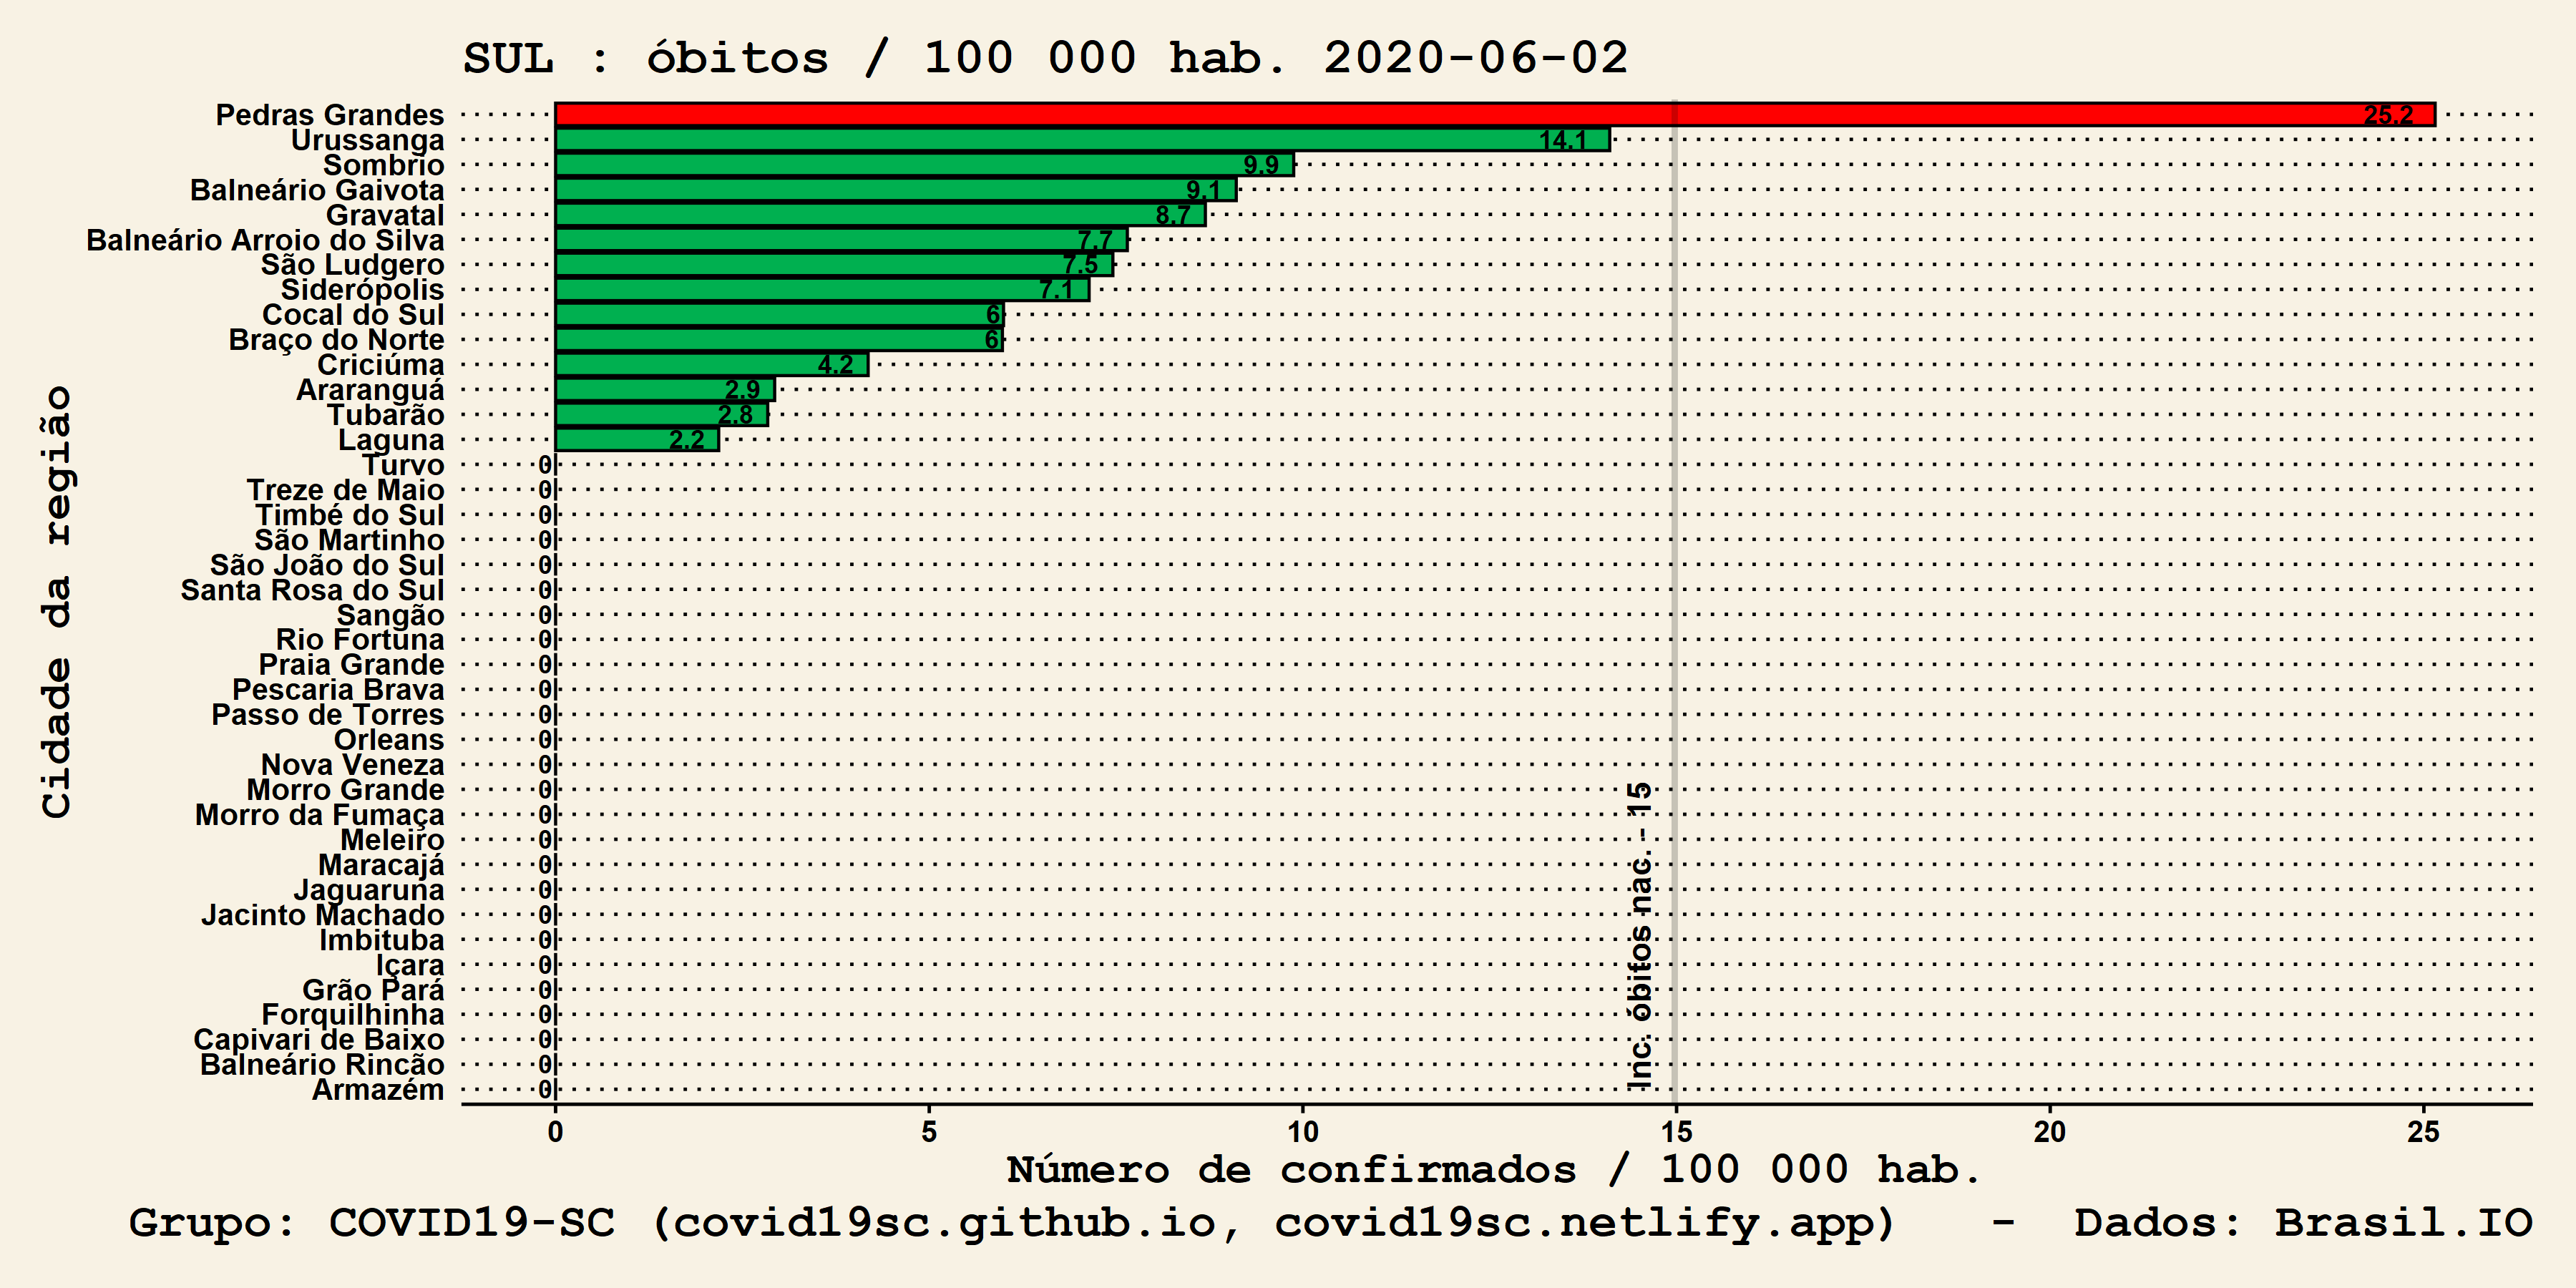 SUL : óbitos / 100 000 hab. 2020-06-02
Cidade da região
Pedras Grandes 25.2
Urussanga 14.1
Sombrio 9.9
Balneário Gaivota 9.1
Gravatal 8.7
Balneário Arroio do Silva 7.7
São Ludgero 7.5
Siderópolis 7.1
Cocal do Sul 6
Braço do Norte 6
Criciúma 4.2
Araranguá 2.9
Tubarão 2.8
Laguna 2.2
Turvo 0
Treze de Maio 0
Timbé do Sul 0
São Martinho 0
São João do Sul 0
Santa Rosa do Sul 0
Sangão 0
Rio Fortuna 0
Praia Grande 0
Pescaria Brava 0
Passo de Torres 0
Orleans 0
Nova Veneza 0
Morro Grande 0
Morro da Fumaça 0
Meleiro 0
Maracajá 0
Jaguaruna 0
Jacinto Machado 0
Imbituba 0
Içara 0
Grão Pará 0
Forquilhinha 0
Capivari de Baixo 0
Balneário Rincão 0
Armazém 0
Inc. óbitos nac. - 15
0 5 10 15 20 25
Número de confirmados / 100 000 hab.
Grupo: COVID19-SC (covid19sc.github.io, covid19sc.netlify.app) - Dados: Brasil.IO